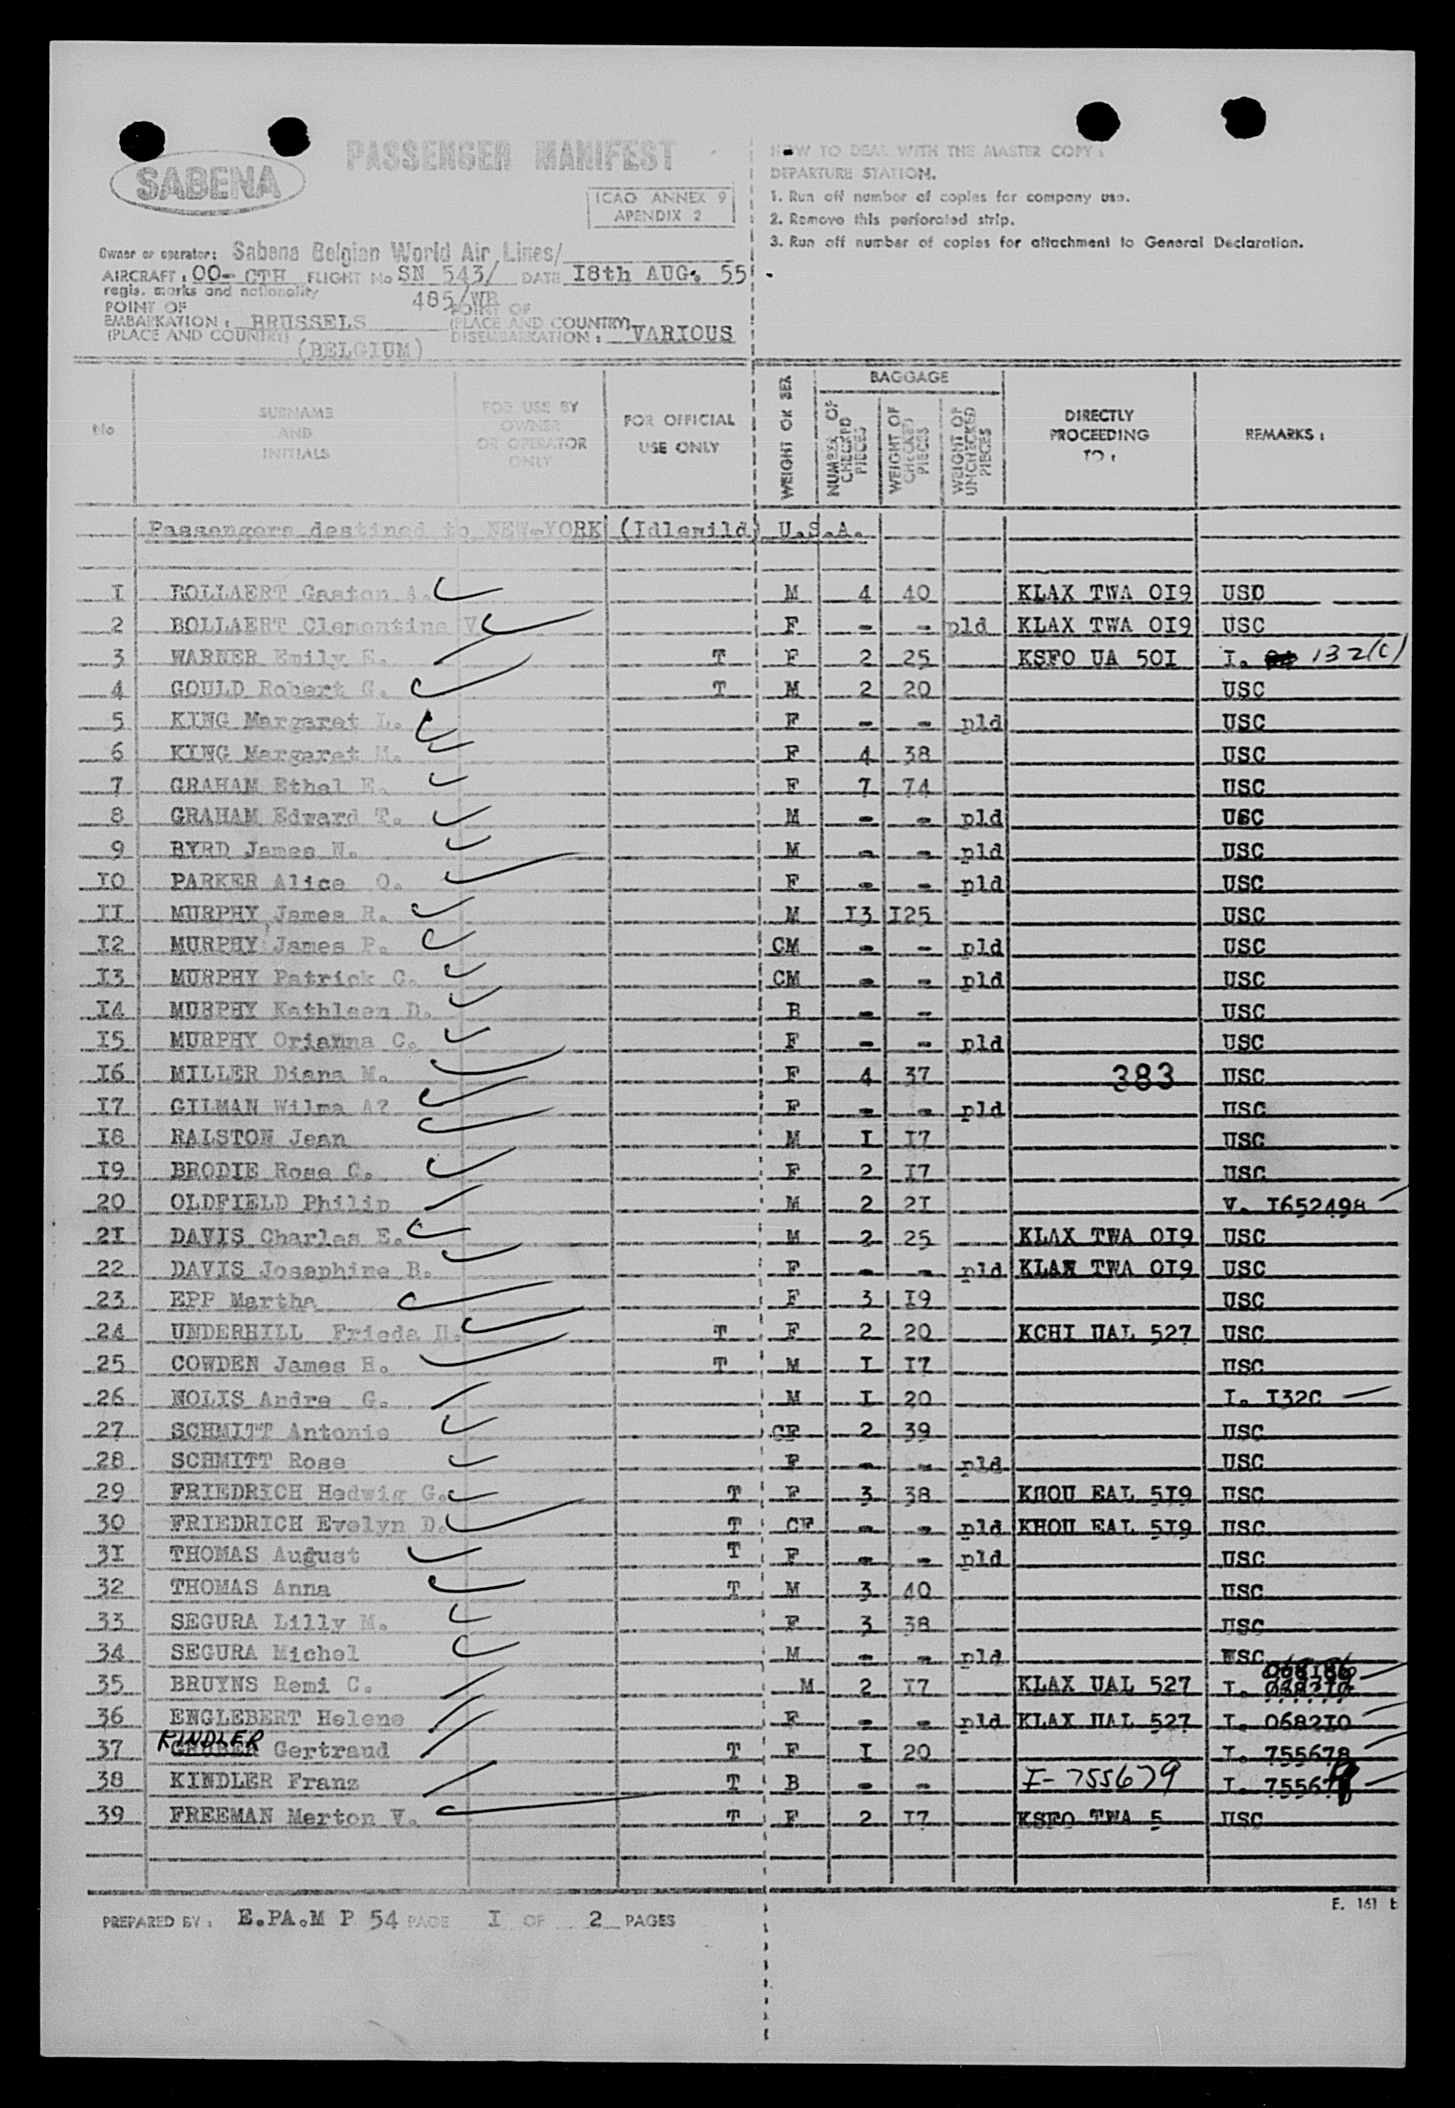 PASSENGER MANIFEST
SABENA
ICAO ANNEX 9
APENDIX 2
HOW TO DEAL WITH THE MASTER COPY :
DEPARTURE STATION.
1. Run off number of copies for company use.
2. Remove this perforated strip.
3. Run off number of copies for attachment to General Declaration.
Owner or operator: Sabena Belgian World Air Lines/
AIRCRAFT : OO- CTH FLIGHT No SN 543/ DATE I8th AUG. 55
regis. marks and nationality 485/WB
POINT OF EMBARKATION : BRUSSELS
(PLACE AND COUNTRY) (BELGIUM)
POINT OF (PLACE AND COUNTRY) DISEMBARKATION : VARIOUS
No
SURNAME AND INITIALS
FOR USE BY OWNER OR OPERATOR ONLY
FOR OFFICIAL USE ONLY
WEIGHT OR SEX
BAGGAGE
NUMBER OF CHECKED PIECES
WEIGHT OF CHECKED PIECES
WEIGHT OF UNCHECKED PIECES
DIRECTLY PROCEEDING TO :
REMARKS :
Passengers destined to NEW-YORK (Idlewild) U.S.A.
I BOLLAERT Gaston A. M 4 40 KLAX TWA OI9 USC
2 BOLLAERT Clementine V. F - - pld KLAX TWA OI9 USC
3 WARNER Emily E. T F 2 25 KSFO UA 50I I. 132(c)
4 GOULD Robert G. T M 2 20 USC
5 KING Margaret L. F - - pld USC
6 KING Margaret M. F 4 38 USC
7 GRAHAM Ethel E. F 7 74 USC
8 GRAHAM Edward T. M - - pld USC
9 BYRD James N. M - - pld USC
IO PARKER Alice O. F - - pld USC
II MURPHY James R. M I3 I25 USC
I2 MURPHY James P. CM - - pld USC
I3 MURPHY Patrick C. CM - - pld USC
I4 MURPHY Kathleen D. B - - USC
I5 MURPHY Orianna C. F - - pld USC
I6 MILLER Diana M. F 4 37 383 USC
I7 GILMAN Wilma A? F - - pld USC
I8 RALSTON Jean M I I7 USC
I9 BRODIE Rose C. F 2 I7 USC
20 OLDFIELD Philip M 2 2I V. I652498
2I DAVIS Charles E. M 2 25 KLAX TWA OI9 USC
22 DAVIS Josephine B. F - - pld KLAX TWA OI9 USC
23 EPP Martha F 3 I9 USC
24 UNDERHILL Frieda H. T F 2 20 KCHI UAL 527 USC
25 COWDEN James H. T M I I7 USC
26 NOLIS Andre G. M I 20 I. I32C
27 SCHMITT Antonie CF 2 39 USC
28 SCHMITT Rose F - - pld USC
29 FRIEDRICH Hedwig G. T F 3 38 KHOU EAL 5I9 USC
30 FRIEDRICH Evelyn D. T CF - - pld KHOU EAL 5I9 USC
3I THOMAS August T F - - pld USC
32 THOMAS Anna T M 3 40 USC
33 SEGURA Lilly M. F 3 38 USC
34 SEGURA Michel M - - pld USC
068186
35 BRUYNS Remi C. M 2 I7 KLAX UAL 527 I.
36 ENGLEBERT Helene F - - pld KLAX UAL 527 I. 0682I0
KINDLER
37 GRUBER Gertraud T F I 20 I. 755678
38 KINDLER Franz T B - - I-755679 I. 75567
39 FREEMAN Merton V. T F 2 I7 KSFO TWA 5 USC
E. 161 E
PREPARED BY : E.PA.M P 54 PAGE I OF 2 PAGES